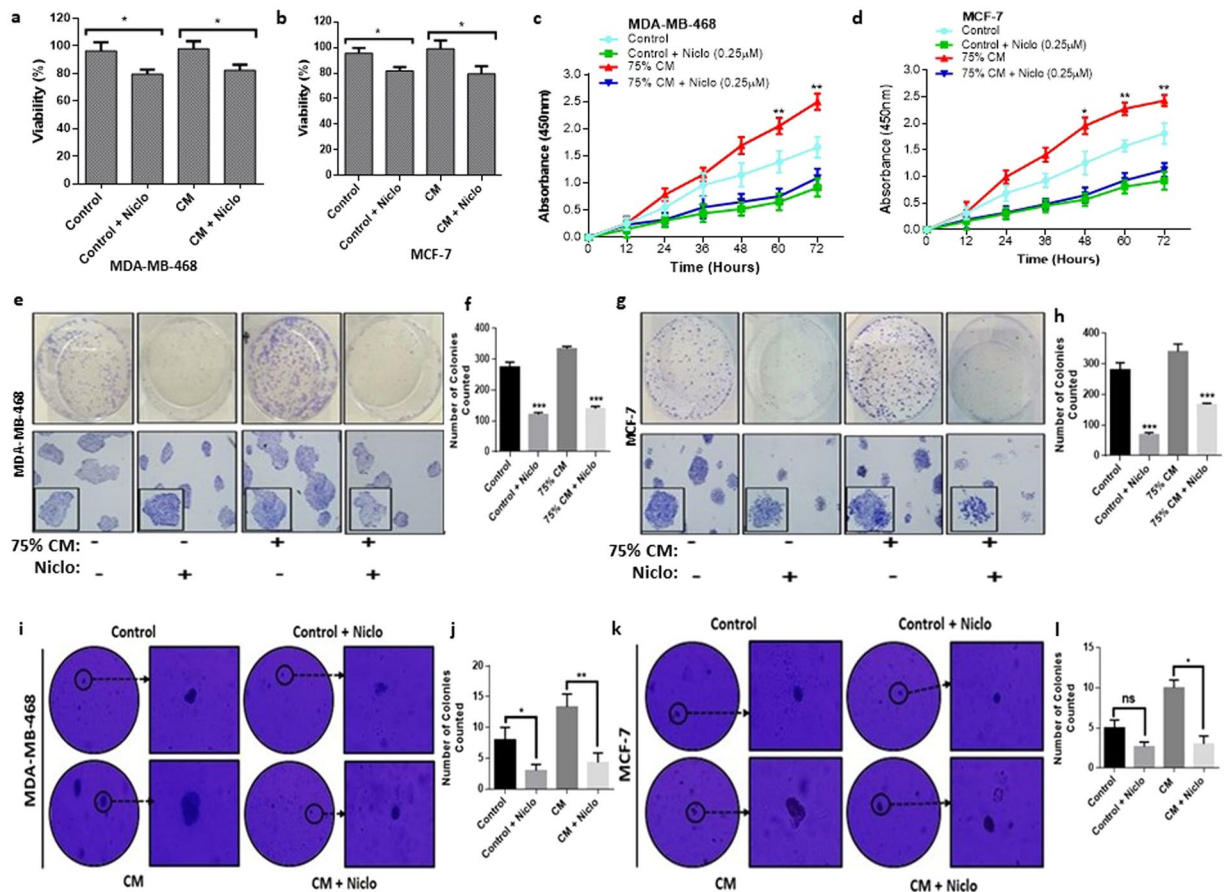 a
*
*
120
100
80
60
40
20
0
Viability (%)
Control
Control + Niclo
CM
CM + Niclo
MDA-MB-468
b
*
*
120
100
80
60
40
20
0
Viability (%)
Control
Control + Niclo
CM
CM + Niclo
MCF-7
c
MDA-MB-468
Control
Control + Niclo (0.25µM)
75% CM
75% CM + Niclo (0.25µM)
3.0
2.5
2.0
1.5
1.0
0.5
0.0
Absorbance (450nm)
**
**
0 12 24 36 48 60 72
Time (Hours)
d
MCF-7
Control
Control + Niclo (0.25µM)
75% CM
75% CM + Niclo (0.25µM)
3.0
2.5
2.0
1.5
1.0
0.5
0.0
Absorbance (450nm)
*
**
**
0 12 24 36 48 60 72
Time (Hours)
e
MDA-MB-468
75% CM: - - + +
Niclo: - + - +
f
400
300
200
100
0
Number of Colonies
Counted
***
***
Control
Control + Niclo
75% CM
75% CM + Niclo
g
MCF-7
75% CM: - - + +
Niclo: - + - +
h
400
300
200
100
0
Number of Colonies
Counted
***
***
Control
Control + Niclo
75% CM
75% CM + Niclo
i
Control
Control + Niclo
MDA-MB-468
CM
CM + Niclo
j
20
15
10
5
0
Number of Colonies
Counted
*
**
Control
Control + Niclo
CM
CM + Niclo
k
Control
Control + Niclo
MCF-7
CM
CM + Niclo
l
15
10
5
0
Number of Colonies
Counted
ns
*
Control
Control + Niclo
CM
CM + Niclo